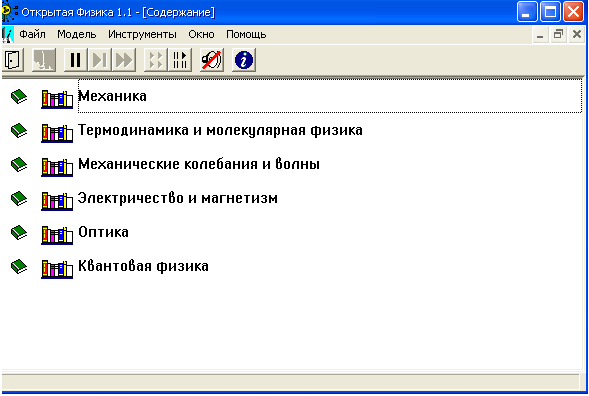 Открытая Физика 1.1 - [Содержание]
Файл Модель Инструменты Окно Помощь
Механика
Термодинамика и молекулярная физика
Механические колебания и волны
Электричество и магнетизм
Оптика
Квантовая физика